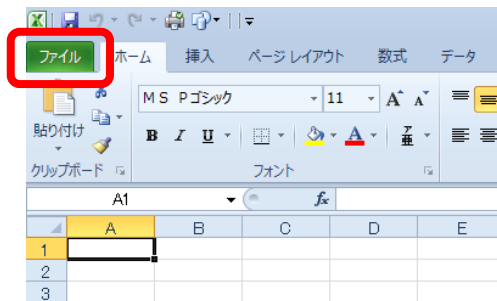 ファイル ホーム 挿入 ページ レイアウト 数式 データ
貼り付け
ＭＳ Ｐゴシック 11 A A
B I U A 亜
クリップボード フォント
A1 fx
A B C D E
1
2
3